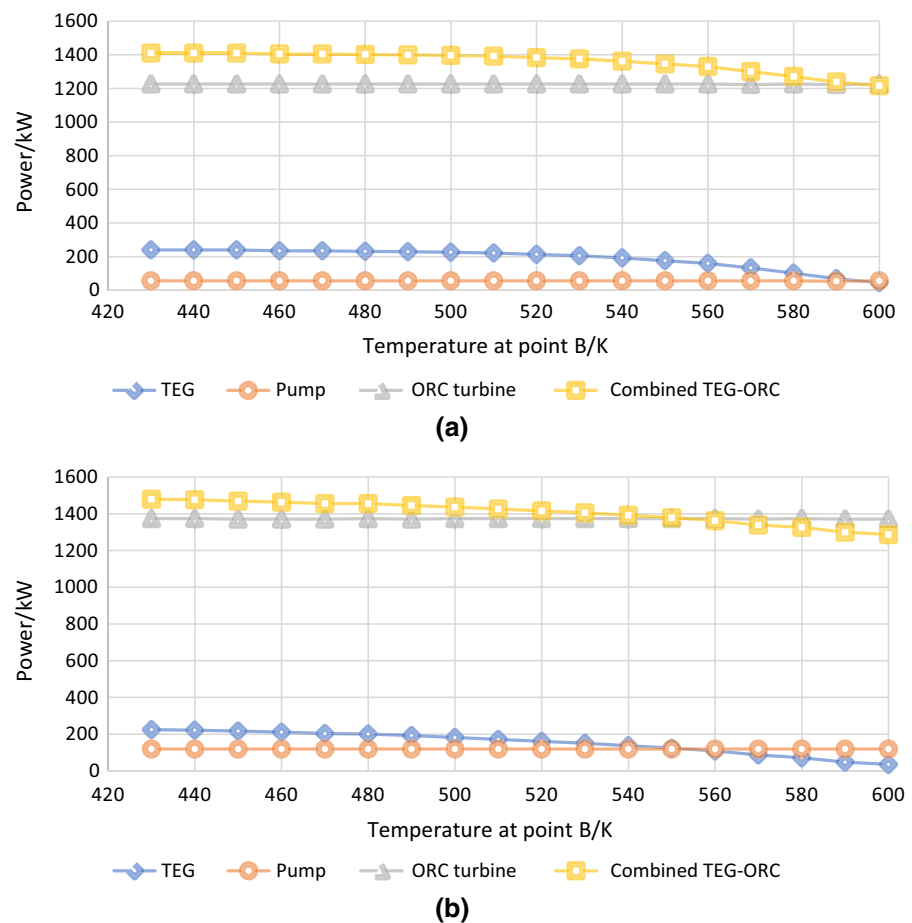 1600
1400
1200
1000
800
600
400
200
0
Power/kW
420 440 460 480 500 520 540 560 580 600
Temperature at point B/K
TEG Pump ORC turbine Combined TEG-ORC
(a)
1600
1400
1200
1000
800
600
400
200
0
Power/kW
420 440 460 480 500 520 540 560 580 600
Temperature at point B/K
TEG Pump ORC turbine Combined TEG-ORC
(b)